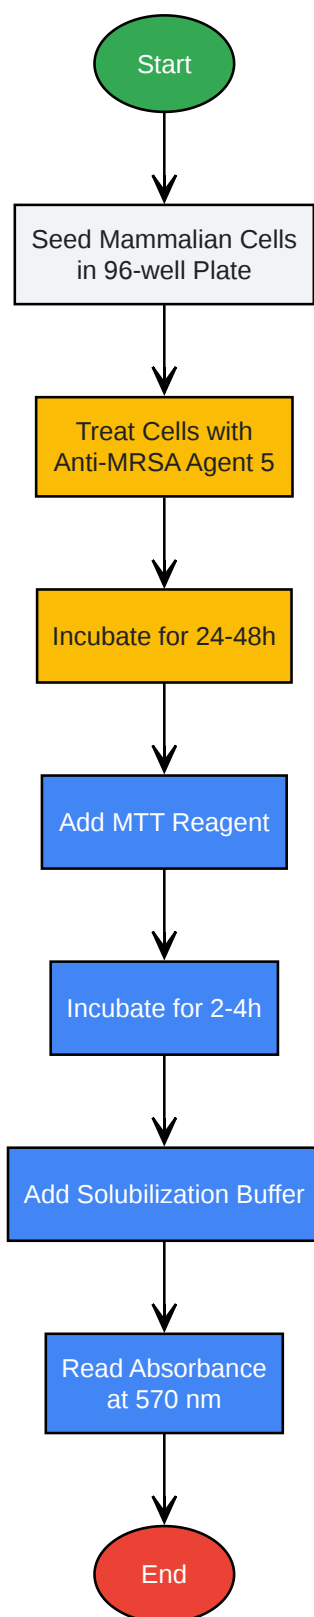 Start
Seed Mammalian Cells
in 96-well Plate
Treat Cells with
Anti-MRSA Agent 5
Incubate for 24-48h
Add MTT Reagent
Incubate for 2-4h
Add Solubilization Buffer
Read Absorbance
at 570 nm
End